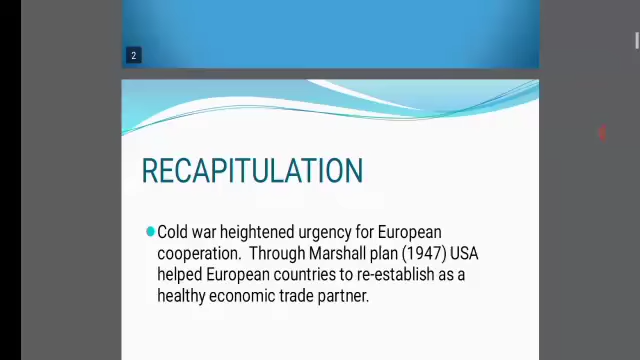 2
RECAPITULATION
Cold war heightened urgency for European
cooperation. Through Marshall plan (1947) USA
helped European countries to re-establish as a
healthy economic trade partner.